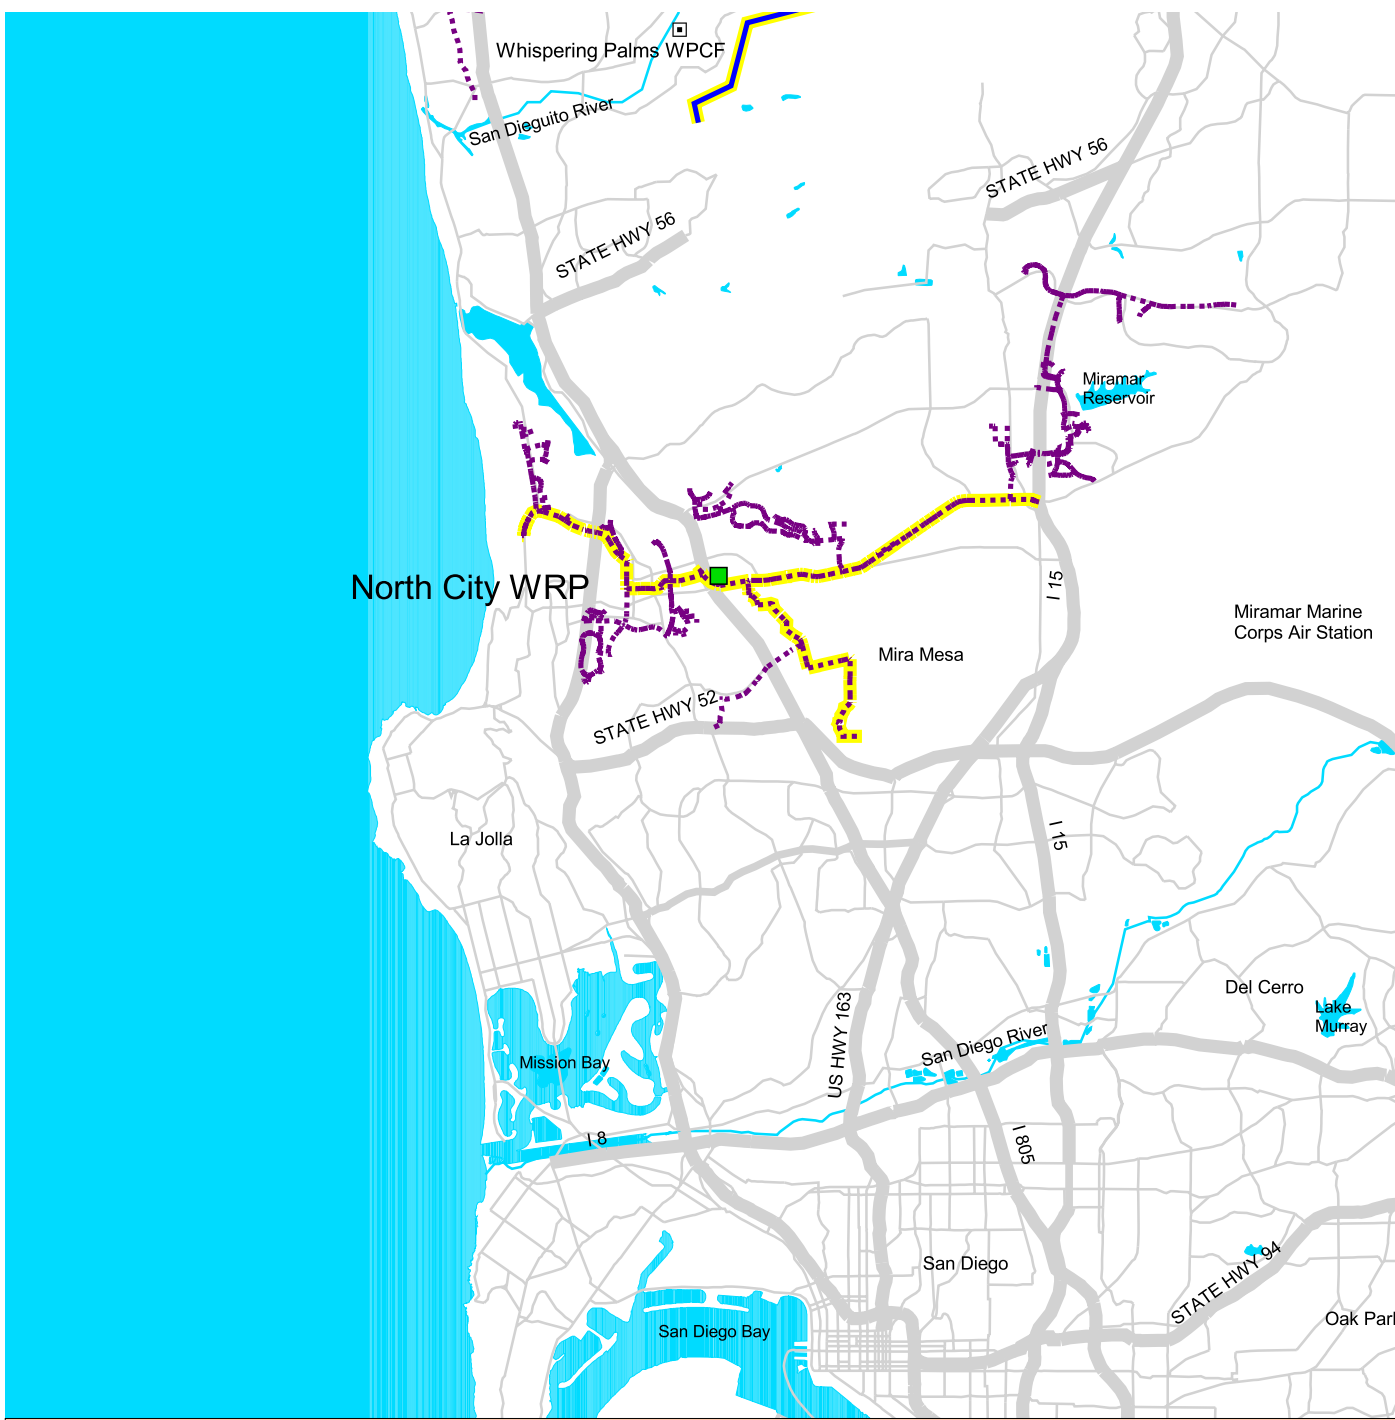 Whispering Palms WPCF
San Dieguito River
STATE HWY 56
STATE HWY 56
Miramar
Reservoir
North City WRP
I 15
Miramar Marine
Corps Air Station
Mira Mesa
STATE HWY 52
La Jolla
I 15
Del Cerro
Lake
Murray
US HWY 163
San Diego River
Mission Bay
I 8
I 805
San Diego
STATE HWY 94
San Diego Bay
Oak Park